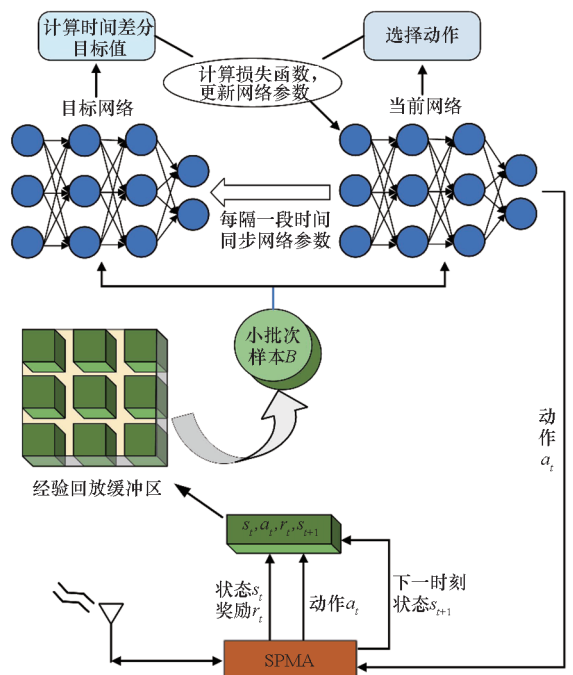 计算时间差分
目标值
选择动作
计算损失函数，
更新网络参数
目标网络
当前网络
每隔一段时间
同步网络参数
小批次
样本B
经验回放缓冲区
动作
a_t
s_t,a_t,r_t,s_{t+1}
状态s_t
奖励r_t
动作a_t
下一时刻
状态s_{t+1}
SPMA